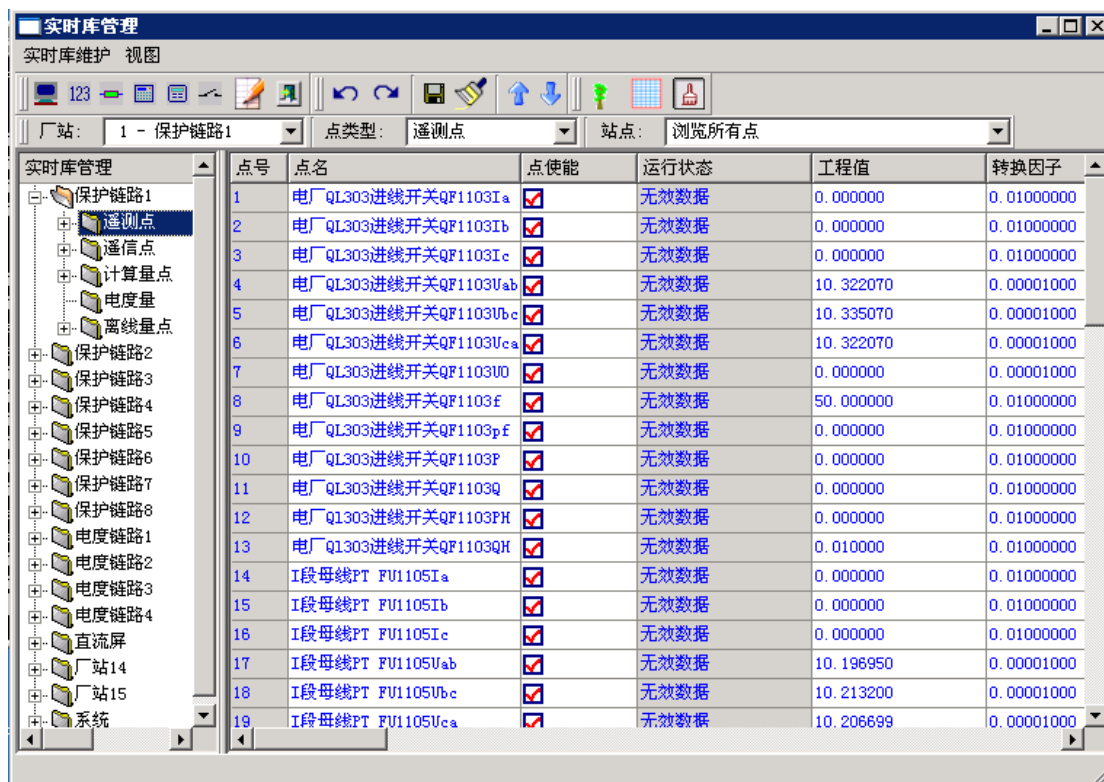 实时库管理
实时库维护 视图
123
厂站: 1 - 保护链路1 点类型: 遥测点 站点: 浏览所有点
实时库管理
保护链路1
遥测点
遥信点
计算量点
电度量
离线量点
保护链路2
保护链路3
保护链路4
保护链路5
保护链路6
保护链路7
保护链路8
电度链路1
电度链路2
电度链路3
电度链路4
直流屏
厂站14
厂站15
系统
点号 点名 点使能 运行状态 工程值 转换因子
1 电厂QL303进线开关QF1103Ia 无效数据 0.000000 0.01000000
2 电厂QL303进线开关QF1103Ib 无效数据 0.000000 0.01000000
3 电厂QL303进线开关QF1103Ic 无效数据 0.000000 0.01000000
4 电厂QL303进线开关QF1103Uab 无效数据 10.322070 0.00001000
5 电厂QL303进线开关QF1103Ubc 无效数据 10.335070 0.00001000
6 电厂QL303进线开关QF1103Uca 无效数据 10.322070 0.00001000
7 电厂QL303进线开关QF1103U0 无效数据 0.000000 0.00001000
8 电厂QL303进线开关QF1103f 无效数据 50.000000 0.01000000
9 电厂QL303进线开关QF1103pf 无效数据 0.000000 0.01000000
10 电厂QL303进线开关QF1103P 无效数据 0.000000 0.01000000
11 电厂QL303进线开关QF1103Q 无效数据 0.000000 0.01000000
12 电厂Ql303进线开关QF1103PH 无效数据 0.000000 0.01000000
13 电厂Ql303进线开关QF1103QH 无效数据 0.010000 0.01000000
14 I段母线PT FU1105Ia 无效数据 0.000000 0.01000000
15 I段母线PT FU1105Ib 无效数据 0.000000 0.01000000
16 I段母线PT FU1105Ic 无效数据 0.000000 0.01000000
17 I段母线PT FU1105Uab 无效数据 10.196950 0.00001000
18 I段母线PT FU1105Ubc 无效数据 10.213200 0.00001000
19 I段母线PT FU1105Uca 无效数据 10.206699 0.00001000